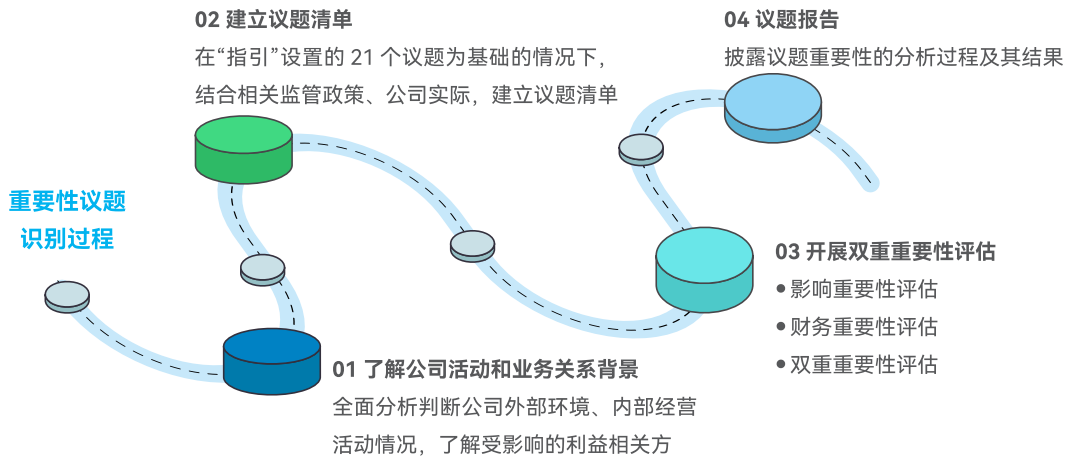 重要性议题
识别过程
01 了解公司活动和业务关系背景
全面分析判断公司外部环境、内部经营
活动情况，了解受影响的利益相关方
02 建立议题清单
在“指引”设置的 21 个议题为基础的情况下，
结合相关监管政策、公司实际，建立议题清单
03 开展双重重要性评估
•影响重要性评估
•财务重要性评估
•双重重要性评估
04 议题报告
披露议题重要性的分析过程及其结果